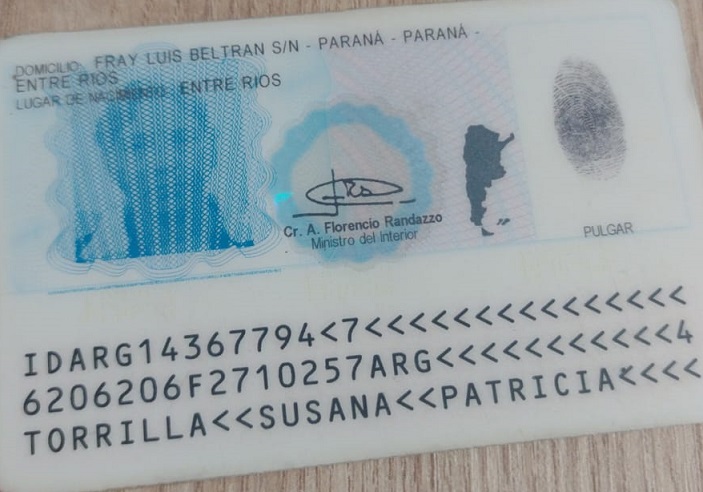 DOMICILIO: FRAY LUIS BELTRAN S/N - PARANÁ - PARANÁ -
ENTRE RIOS
LUGAR DE NACIMIENTO: ENTRE RIOS
Cr. A. Florencio Randazzo
Ministro del Interior
PULGAR
IDARG14367794<7<<<<<<<<<<<<<<<
6206206F2710257ARG<<<<<<<<<<<4
TORRILLA<<SUSANA<<PATRICIA<<<<